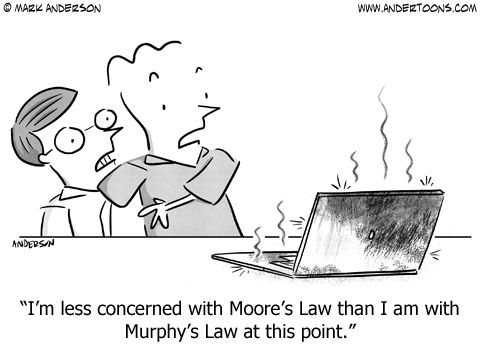 © MARK ANDERSON
WWW.ANDERTOONS.COM
ANDERSON
“I’m less concerned with Moore’s Law than I am with
Murphy’s Law at this point.”